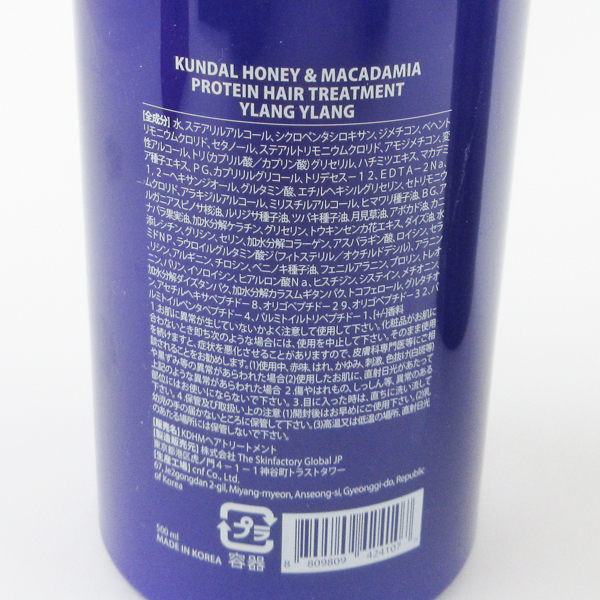 KUNDAL HONEY & MACADAMIA
PROTEIN HAIR TREATMENT
YLANG YLANG
[全成分] 水、ステアリルアルコール、シクロペンタシロキサン、ジメチコン、ベヘント
リモニウムクロリド、セタノール、ステアルトリモニウムクロリド、アモジメチコン、変
性アルコール、トリ(カプリル酸/カプリン酸)グリセリル、ハチミツエキス、マカデミ
ア種子エキス、PG、カプリリルグリコール、トリデセス-12、EDTA-2Na、
1,2-ヘキサンジオール、グルタミン酸、エチルヘキシルグリセリン、セトリモニ
ウムクロリド、アラキジルアルコール、ミリスチルアルコール、ヒマワリ種子油、BG、ア
ルガニアスピノサ核油、ルリジサ種子油、ツバキ種子油、月見草油、アボカド油、カニ
ナバラ果実油、加水分解ケラチン、グリセリン、トウキンセンカ花エキス、ダイズ油、水
添レシチン、グリシン、セリン、加水分解コラーゲン、アスパラギン酸、ロイシン、セラ
ミドNP、ラウロイルグルタミン酸ジ(フィトステリル/オクチルドデシル)、アラニン、
リシン、アルギニン、チロシン、ベニノキ種子油、フェニルアラニン、プロリン、トレオ
ニン、バリン、イソロイシン、ヒアルロン酸Na、ヒスチジン、システイン、メチオニン、
加水分解ダイズタンパク、加水分解カラスムギタンパク、トコフェロール、グルタチオ
ン、アセチルヘキサペプチド-8、オリゴペプチド-29、オリゴペプチド-32、パ
ルミトイルペンタペプチド-4、パルミトイルトリペプチド-1、[+/-]香料
1.お肌に異常が生じていないかよく注意して使用して下さい。化粧品がお肌に
合わないとき即ち次のような場合には、使用を中止して下さい。そのまま使用
を続けますと、症状を悪化させることがありますので、皮膚科専門医等にご相
談されることをお勧めします。(1)使用中、赤味、はれ、かゆみ、刺激、色抜け(白斑等)
や黒ずみ等の異常があらわれた場合(2)使用したお肌に、直射日光があたって
上記のような異常があらわれた場合 2.傷やはれもの、しっしん等、異常のある
部位にはお使いにならないで下さい。3.目に入った時は、直ちに洗い流して
下さい。4.保管及び取扱い上の注意 (1)開封後はお早めにご使用下さい。(2)乳
幼児の手の届かないところに保管して下さい。(3)高温又は低温の場所、直射日光
のあたる場所には保管しないで下さい。
[販売名] KDHMヘアトリートメント
[製造販売元] 株式会社 The Skinfactory Global JP
東京都港区虎ノ門4-1-1神谷町トラストタワー
[生産工場] cnf Co., Ltd.
67, Je2gongdan 2-gil, Miyang-myeon, Anseong-si, Gyeonggi-do, Republic
of Korea
500 ml
MADE IN KOREA
プラ
容器
8 809809 424107